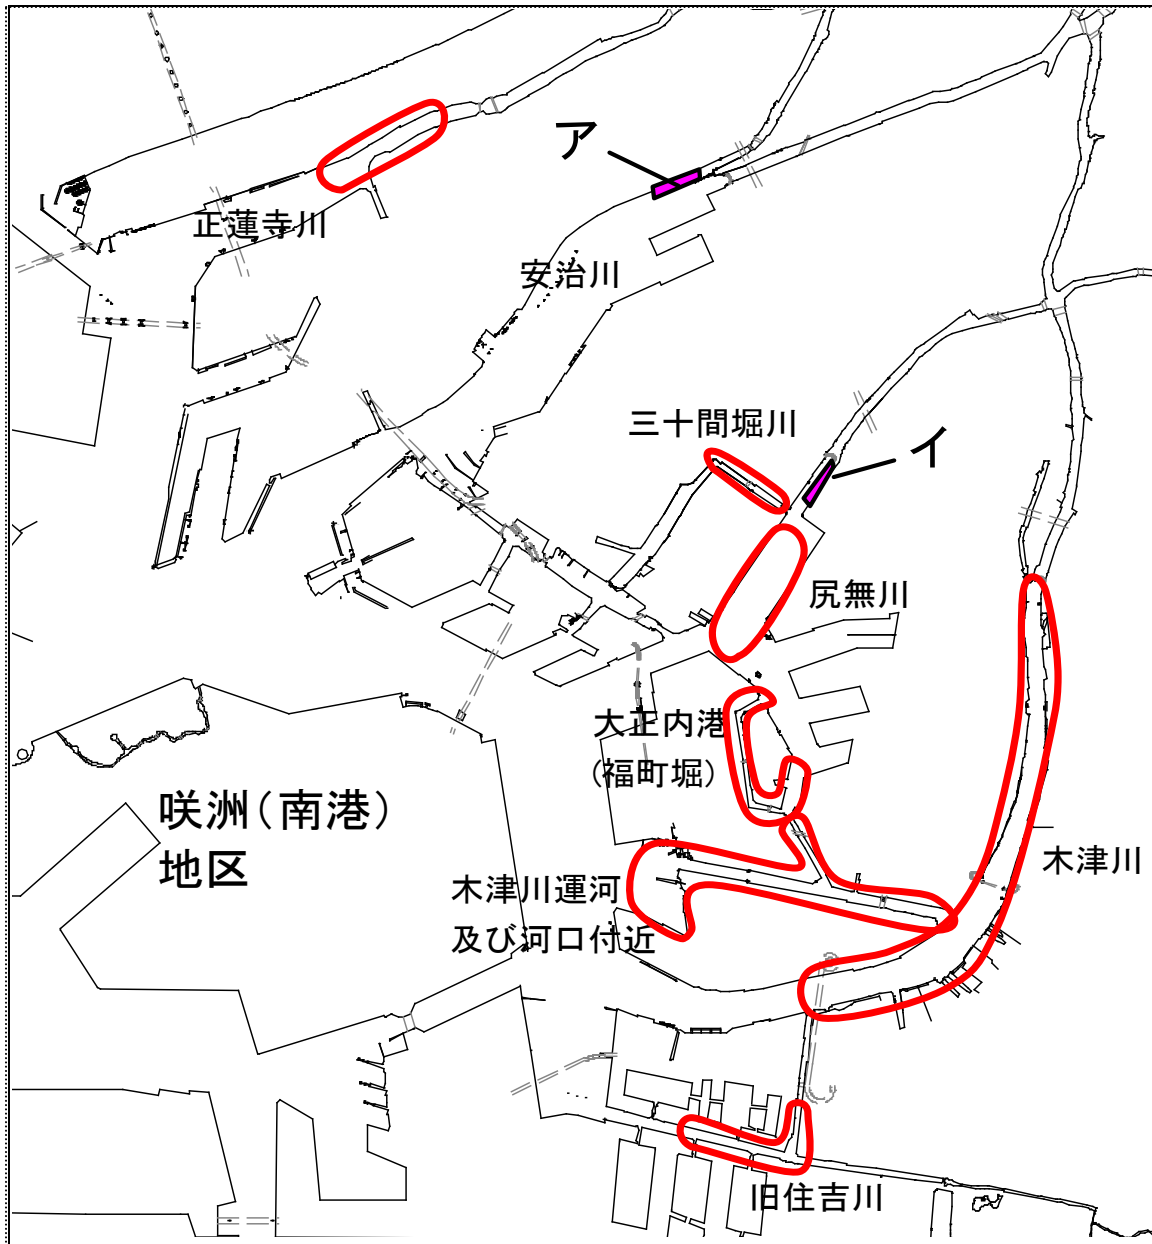 ア
正蓮寺川
安治川
三十間堀川
イ
尻無川
大正内港
(福町堀)
咲洲(南港)
地区
木津川
木津川運河
及び河口付近
旧住吉川